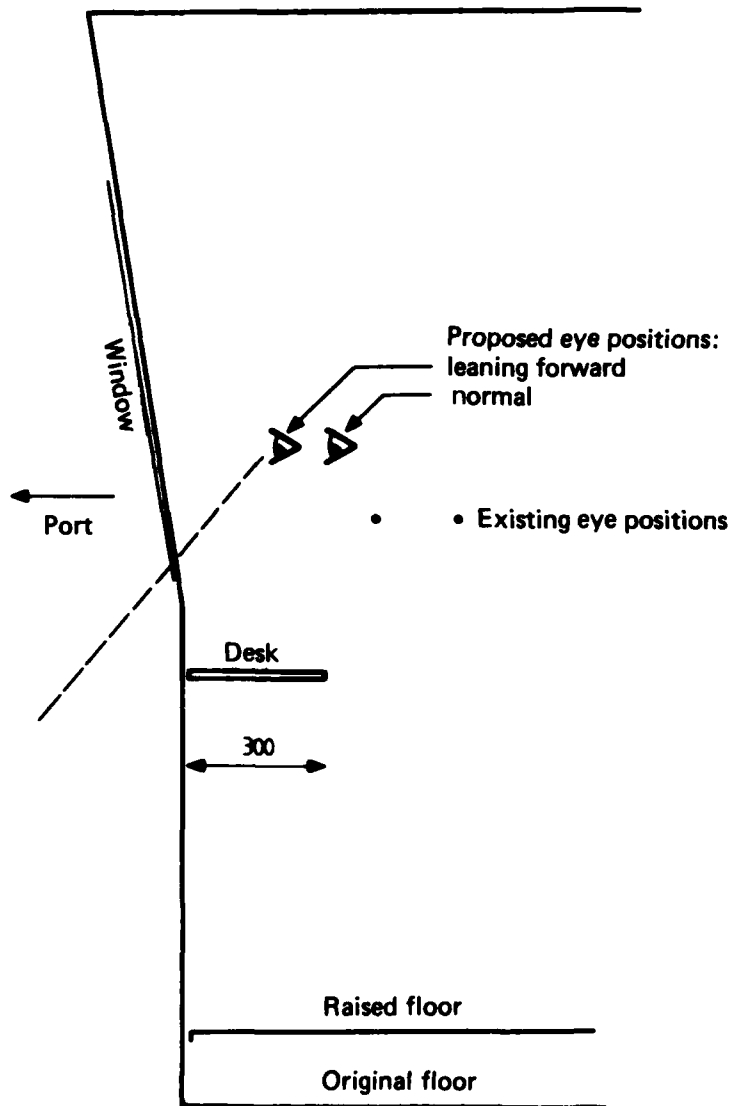 Proposed eye positions:
leaning forward
normal
Window
Port
Existing eye positions
Desk
300
Raised floor
Original floor